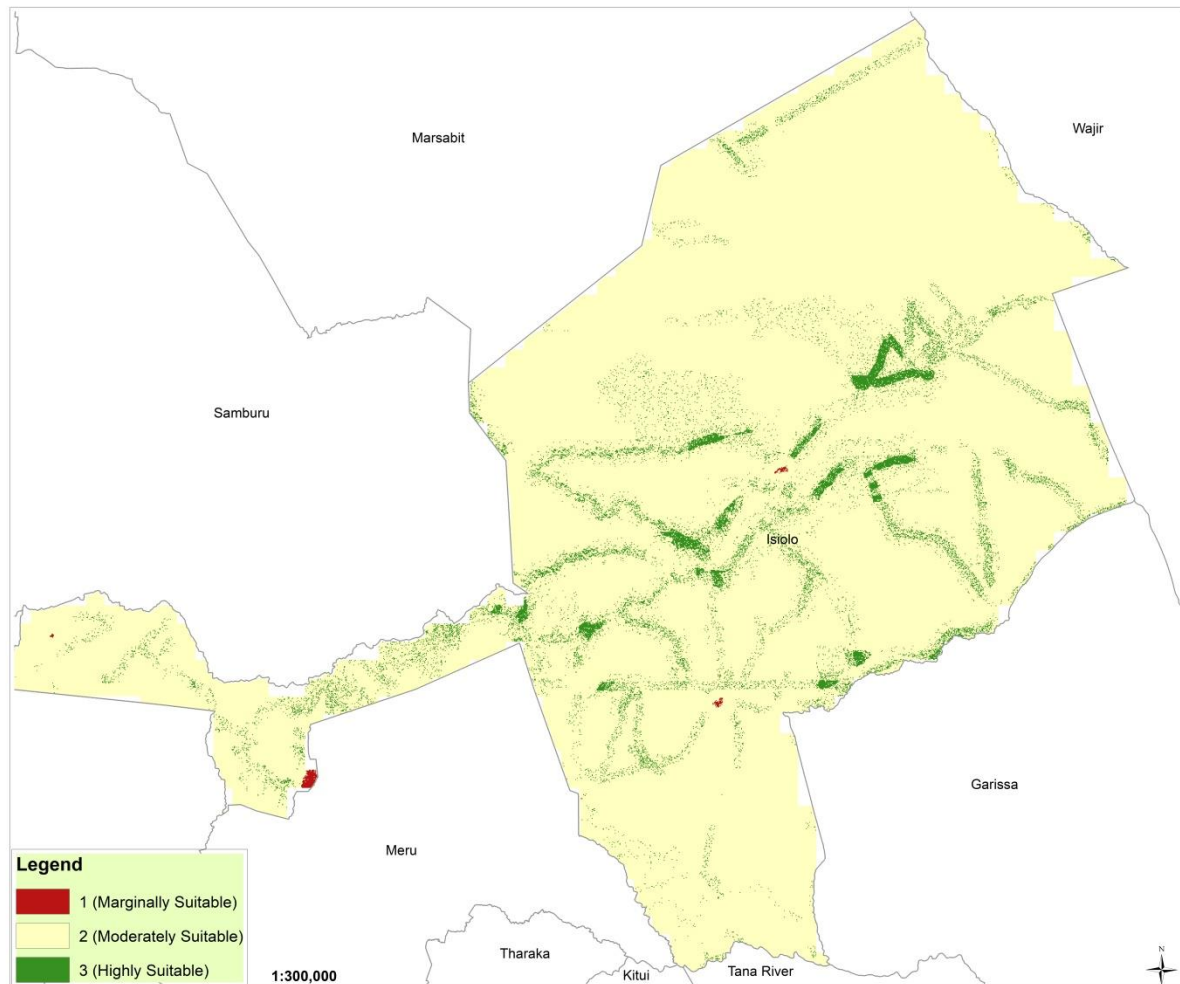 Marsabit
Wajir
Samburu
Isiolo
Garissa
Meru
Legend
1 (Marginally Suitable)
2 (Moderately Suitable)
3 (Highly Suitable)
1:300,000
Tharaka
Kitui
Tana River
N